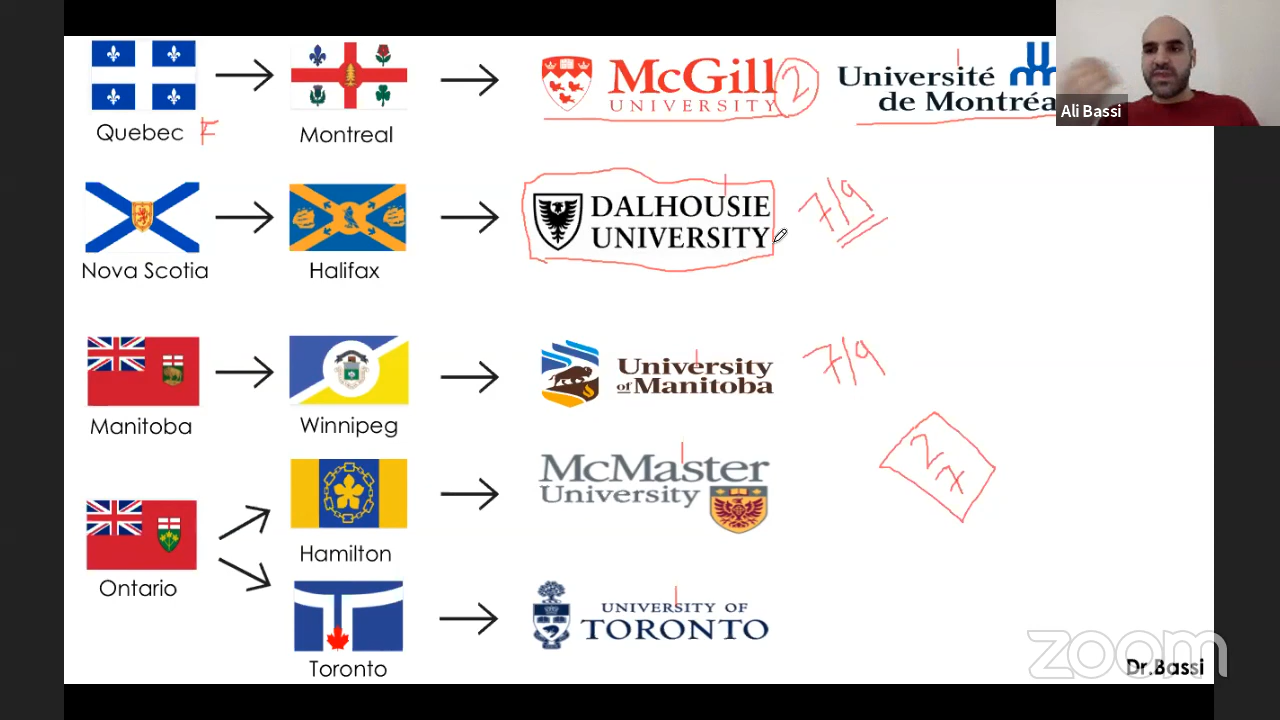 McGill
UNIVERSITY
2
Université
de Montréa
Ali Bassi
Quebec F
Montreal
DALHOUSIE
UNIVERSITY
7/9
Nova Scotia
Halifax
University
of Manitoba
7/9
Manitoba
Winnipeg
McMaster
University
27
Hamilton
Ontario
UNIVERSITY OF
TORONTO
Toronto
zoom
Dr.Bassi